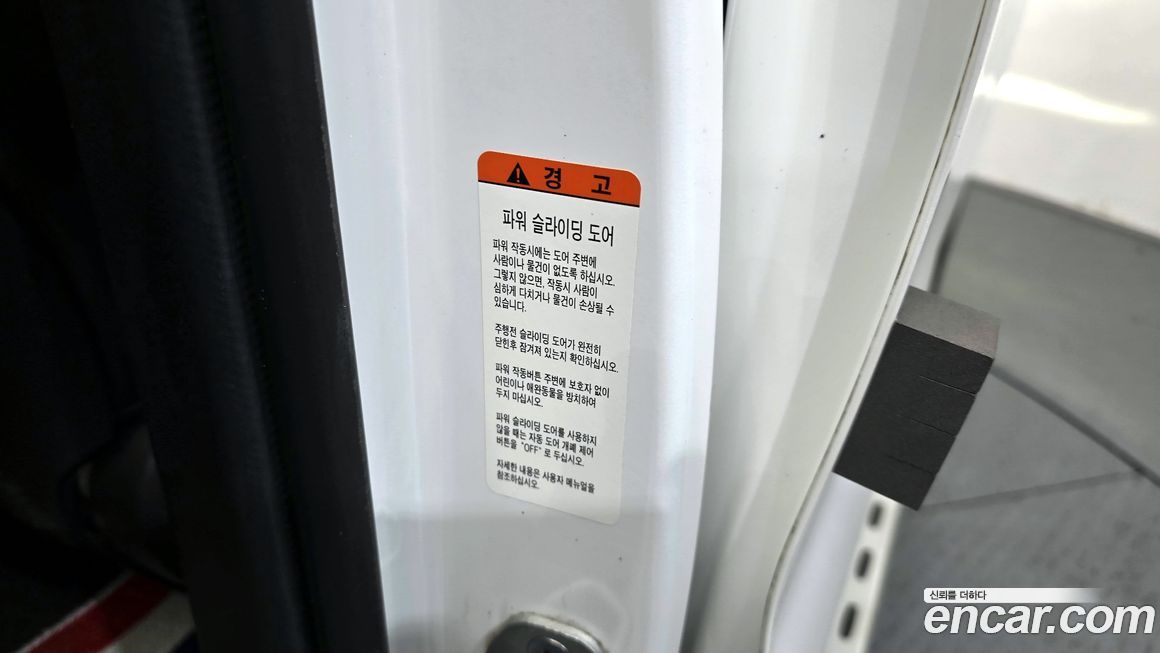 경 고
파워 슬라이딩 도어
파워 작동시에는 도어 주변에
사람이나 물건이 없도록 하십시오.
그렇지 않으면, 작동시 사람이
심하게 다치거나 물건이 손상될 수
있습니다.
주행전 슬라이딩 도어가 완전히
닫힌후 잠겨져 있는지 확인하십시오.
파워 작동버튼 주변에 보호자 없이
어린이나 애완동물을 방치하여
두지 마십시오.
파워 슬라이딩 도어를 사용하지
않을 때는 자동 도어 개폐 제어
버튼을 "OFF" 로 두십시오.
자세한 내용은 사용자 메뉴얼을
참조하십시오.
신뢰를 더하다
encar.com